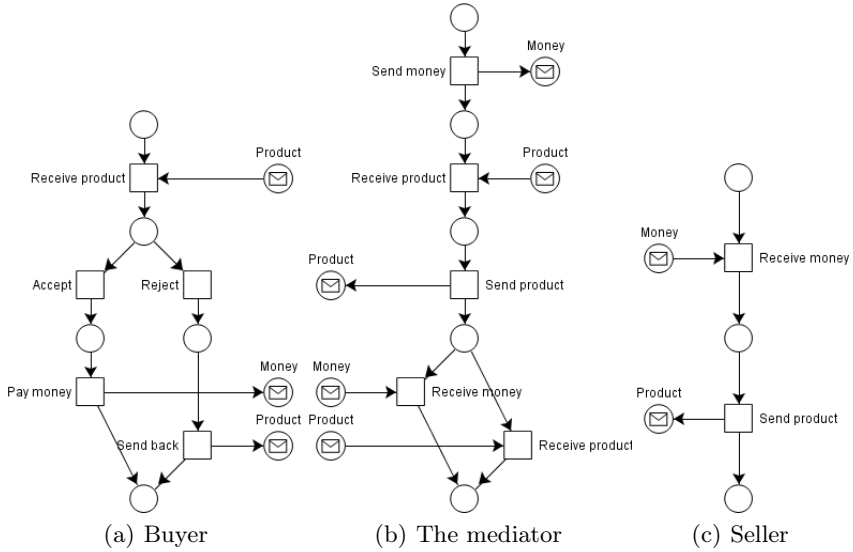 Money
Send money
Product
Product
Receive product
Receive product
Money
Receive money
Product
Accept
Reject
Send product
Money
Money
Product
Pay money
Receive money
Send product
Product
Product
Send back
Receive product
(a) Buyer
(b) The mediator
(c) Seller